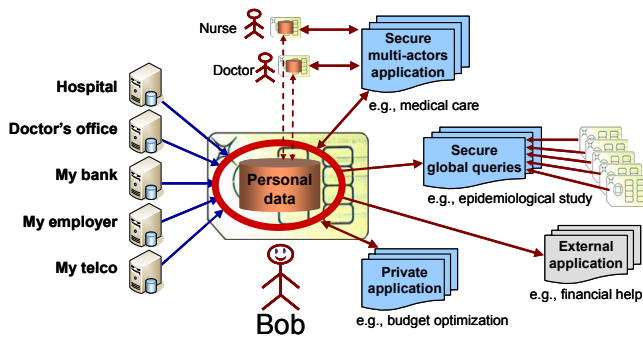 Nurse
Doctor
Secure
multi-actors
application
e.g., medical care
Hospital
Doctor's office
My bank
My employer
My telco
Personal
data
Secure
global queries
e.g., epidemiological study
External
application
e.g., financial help
Private
application
e.g., budget optimization
Bob